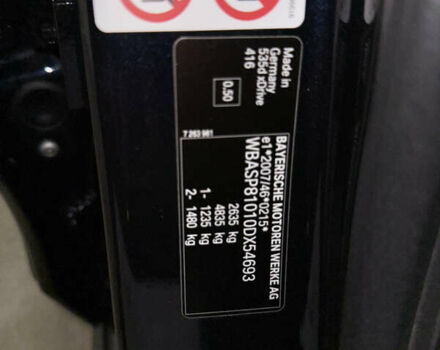 BAYERISCHE MOTOREN WERKE AG
e1*2007/46*0215*
WBASP81010DX54693
2635 kg
4835 kg
1- 1235 kg
2- 1480 kg
Made in
Germany
535d xDrive
416
0.50
7 263 981